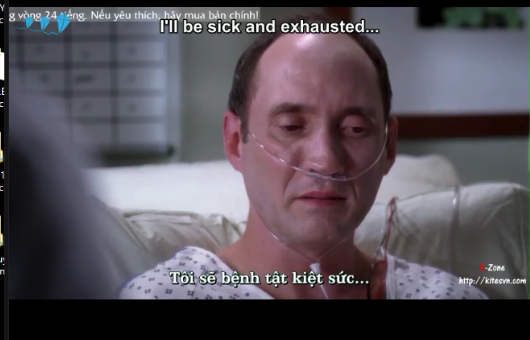 g vòng 24 tiếng. Nếu yêu thích, hãy mua bản chính!
I'll be sick and exhausted...
Tôi sẽ bệnh tật kiệt sức...
-Zone
http://kitesvn.com